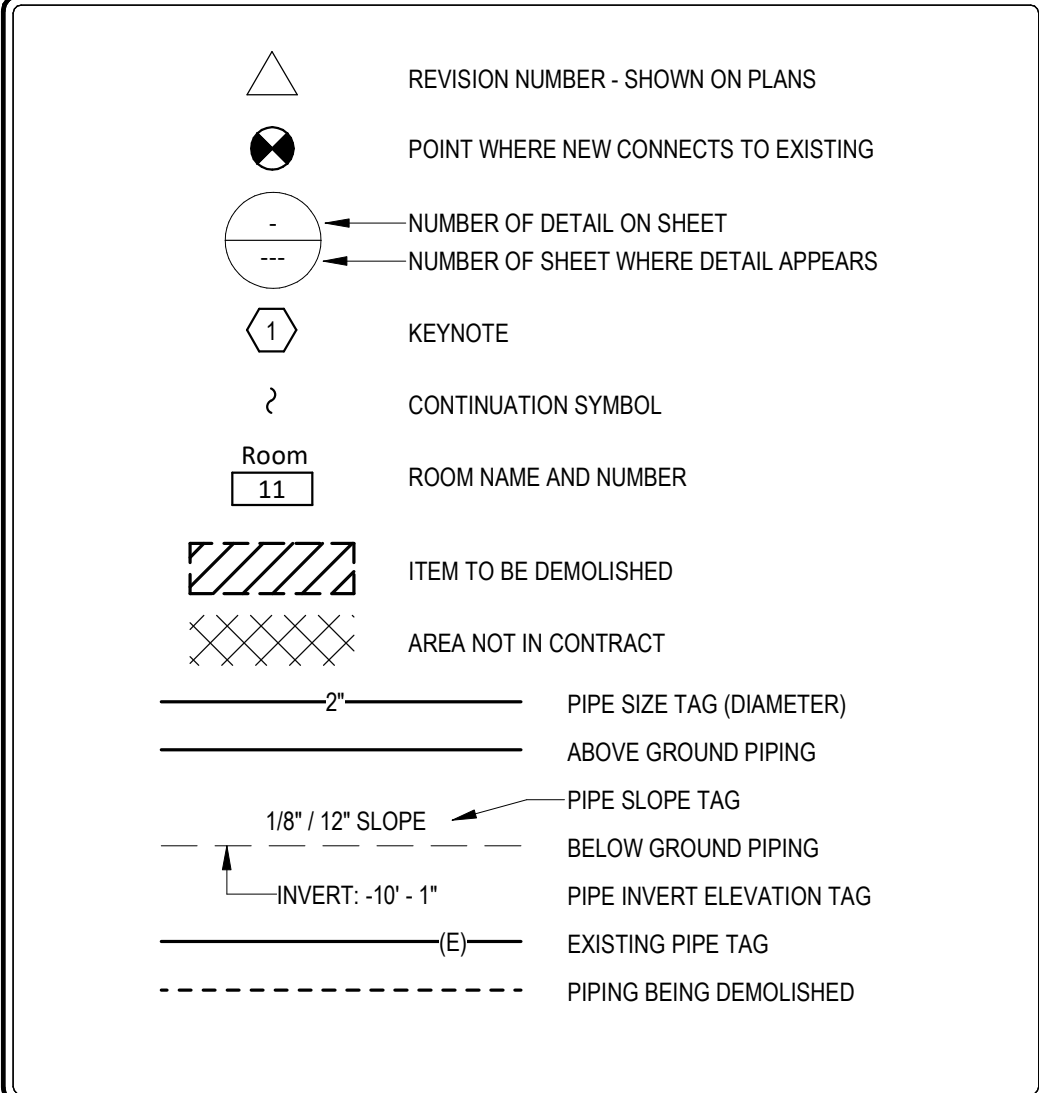 REVISION NUMBER - SHOWN ON PLANS
POINT WHERE NEW CONNECTS TO EXISTING
- NUMBER OF DETAIL ON SHEET
--- NUMBER OF SHEET WHERE DETAIL APPEARS
1 KEYNOTE
CONTINUATION SYMBOL
Room
11 ROOM NAME AND NUMBER
ITEM TO BE DEMOLISHED
AREA NOT IN CONTRACT
2" PIPE SIZE TAG (DIAMETER)
ABOVE GROUND PIPING
PIPE SLOPE TAG
1/8" / 12" SLOPE
BELOW GROUND PIPING
INVERT: -10' - 1" PIPE INVERT ELEVATION TAG
(E) EXISTING PIPE TAG
PIPING BEING DEMOLISHED